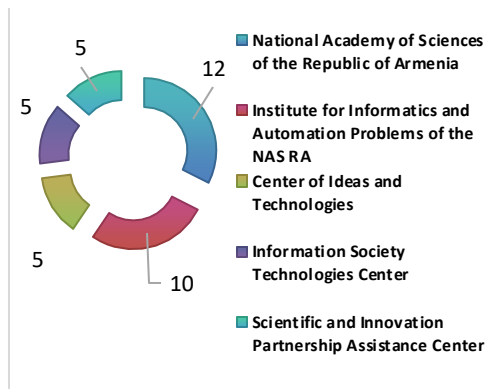 5
12
5
5
10
National Academy of Sciences
of the Republic of Armenia
Institute for Informatics and
Automation Problems of the
NAS RA
Center of Ideas and
Technologies
Information Society
Technologies Center
Scientific and Innovation
Partnership Assistance Center